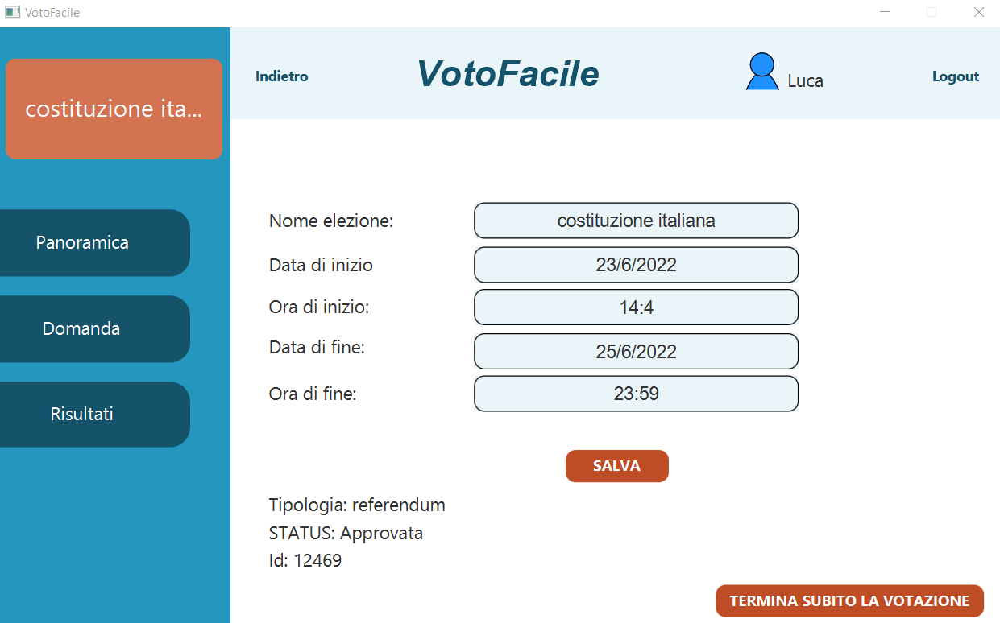 VotoFacile
costituzione ita...
Indietro
VotoFacile
Luca
Logout
Panoramica
Domanda
Risultati
Nome elezione: costituzione italiana
Data di inizio 23/6/2022
Ora di inizio: 14:4
Data di fine: 25/6/2022
Ora di fine: 23:59
SALVA
Tipologia: referendum
STATUS: Approvata
Id: 12469
TERMINA SUBITO LA VOTAZIONE